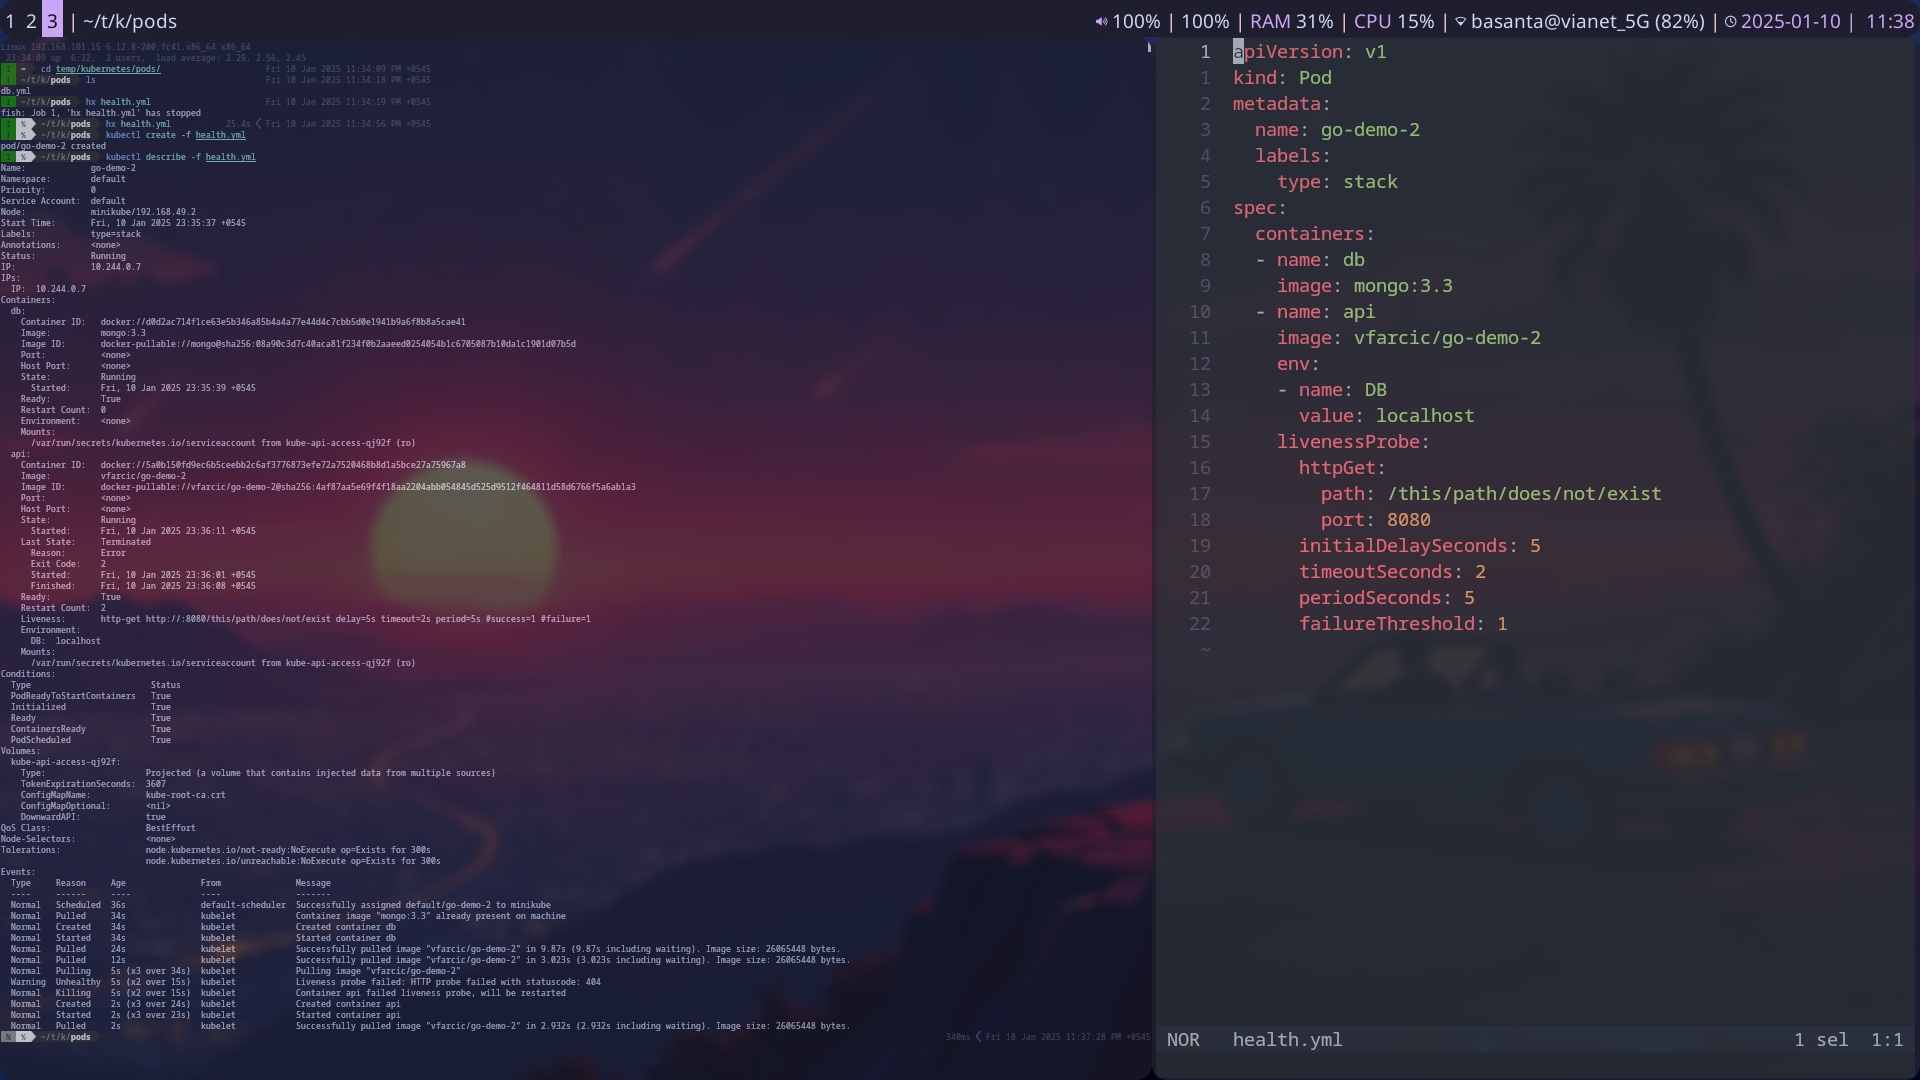 1 2 3 | ~/t/k/pods
100% | 100% | RAM 31% | CPU 15% | basanta@vianet_5G (82%) | 2025-01-10 | 11:38
Linux 192.168.101.15 6.12.8-200.fc41.x86_64 x86_64
23:34:09 up 6:32, 2 users, load average: 2.29, 2.56, 2.45
I ~ cd temp/kubernetes/pods/ Fri 10 Jan 2025 11:34:09 PM +0545
I ~/t/k/pods ls Fri 10 Jan 2025 11:34:18 PM +0545
db.yml
I ~/t/k/pods hx health.yml Fri 10 Jan 2025 11:34:19 PM +0545
fish: Job 1, 'hx health.yml' has stopped
I % ~/t/k/pods hx health.yml 25.4s Fri 10 Jan 2025 11:34:56 PM +0545
I % ~/t/k/pods kubectl create -f health.yml
pod/go-demo-2 created
I % ~/t/k/pods kubectl describe -f health.yml
Name: go-demo-2
Namespace: default
Priority: 0
Service Account: default
Node: minikube/192.168.49.2
Start Time: Fri, 10 Jan 2025 23:35:37 +0545
Labels: type=stack
Annotations: <none>
Status: Running
IP: 10.244.0.7
IPs:
IP: 10.244.0.7
Containers:
db:
Container ID: docker://d0d2ac714f1ce63e5b346a85b4a4a77e44d4c7cbb5d0e1941b9a6f8b8a5cae41
Image: mongo:3.3
Image ID: docker-pullable://mongo@sha256:08a90c3d7c40aca81f234f0b2aaeed0254054b1c6705087b10da1c1901d07b5d
Port: <none>
Host Port: <none>
State: Running
Started: Fri, 10 Jan 2025 23:35:39 +0545
Ready: True
Restart Count: 0
Environment: <none>
Mounts:
/var/run/secrets/kubernetes.io/serviceaccount from kube-api-access-qj92f (ro)
api:
Container ID: docker://5a0b150fd9ec6b5ceebb2c6af3776873efe72a7520468b8d1a5bce27a75967a8
Image: vfarcic/go-demo-2
Image ID: docker-pullable://vfarcic/go-demo-2@sha256:4af87aa5e69f4f18aa2204abb054845d525d9512f464811d58d6766f5a6ab1a3
Port: <none>
Host Port: <none>
State: Running
Started: Fri, 10 Jan 2025 23:36:11 +0545
Last State: Terminated
Reason: Error
Exit Code: 2
Started: Fri, 10 Jan 2025 23:36:01 +0545
Finished: Fri, 10 Jan 2025 23:36:08 +0545
Ready: True
Restart Count: 2
Liveness: http-get http://:8080/this/path/does/not/exist delay=5s timeout=2s period=5s #success=1 #failure=1
Environment:
DB: localhost
Mounts:
/var/run/secrets/kubernetes.io/serviceaccount from kube-api-access-qj92f (ro)
Conditions:
Type Status
PodReadyToStartContainers True
Initialized True
Ready True
ContainersReady True
PodScheduled True
Volumes:
kube-api-access-qj92f:
Type: Projected (a volume that contains injected data from multiple sources)
TokenExpirationSeconds: 3607
ConfigMapName: kube-root-ca.crt
ConfigMapOptional: <nil>
DownwardAPI: true
QoS Class: BestEffort
Node-Selectors: <none>
Tolerations: node.kubernetes.io/not-ready:NoExecute op=Exists for 300s
node.kubernetes.io/unreachable:NoExecute op=Exists for 300s
Events:
Type Reason Age From Message
---- ------ ---- ---- -------
Normal Scheduled 36s default-scheduler Successfully assigned default/go-demo-2 to minikube
Normal Pulled 34s kubelet Container image "mongo:3.3" already present on machine
Normal Created 34s kubelet Created container db
Normal Started 34s kubelet Started container db
Normal Pulled 24s kubelet Successfully pulled image "vfarcic/go-demo-2" in 9.87s (9.87s including waiting). Image size: 26065448 bytes.
Normal Pulled 12s kubelet Successfully pulled image "vfarcic/go-demo-2" in 3.023s (3.023s including waiting). Image size: 26065448 bytes.
Normal Pulling 5s (x3 over 34s) kubelet Pulling image "vfarcic/go-demo-2"
Warning Unhealthy 5s (x2 over 15s) kubelet Liveness probe failed: HTTP probe failed with statuscode: 404
Normal Killing 5s (x2 over 15s) kubelet Container api failed liveness probe, will be restarted
Normal Created 2s (x3 over 24s) kubelet Created container api
Normal Started 2s (x3 over 23s) kubelet Started container api
Normal Pulled 2s kubelet Successfully pulled image "vfarcic/go-demo-2" in 2.932s (2.932s including waiting). Image size: 26065448 bytes.
N % ~/t/k/pods 340ms Fri 10 Jan 2025 11:37:28 PM +0545
1 apiVersion: v1
1 kind: Pod
2 metadata:
3 name: go-demo-2
4 labels:
5 type: stack
6 spec:
7 containers:
8 - name: db
9 image: mongo:3.3
10 - name: api
11 image: vfarcic/go-demo-2
12 env:
13 - name: DB
14 value: localhost
15 livenessProbe:
16 httpGet:
17 path: /this/path/does/not/exist
18 port: 8080
19 initialDelaySeconds: 5
20 timeoutSeconds: 2
21 periodSeconds: 5
22 failureThreshold: 1
~
NOR health.yml 1 sel 1:1